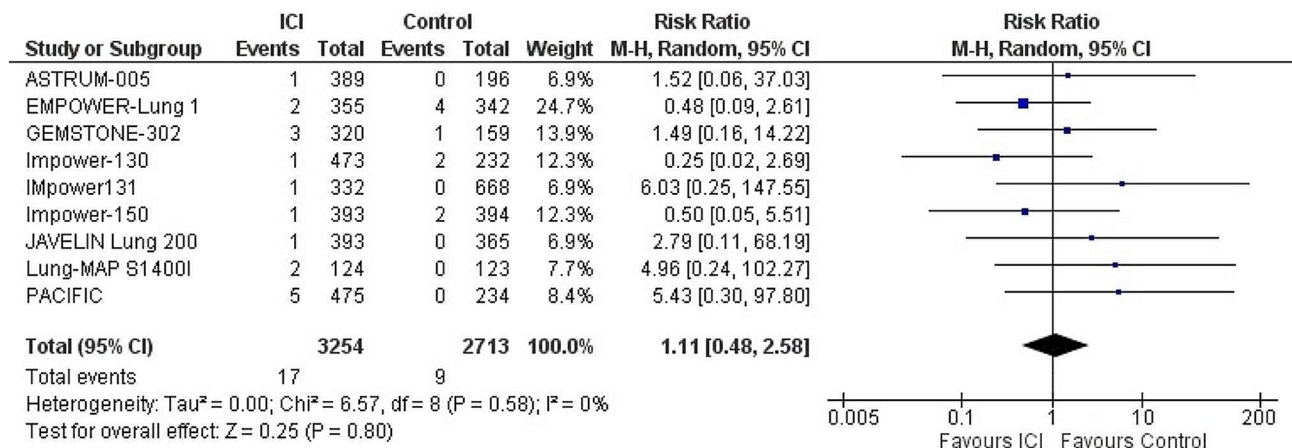 ICI Control Risk Ratio Risk Ratio
Study or Subgroup Events Total Events Total Weight M-H, Random, 95% CI M-H, Random, 95% CI
ASTRUM-005 1 389 0 196 6.9% 1.52 [0.06, 37.03]
EMPOWER-Lung 1 2 355 4 342 24.7% 0.48 [0.09, 2.61]
GEMSTONE-302 3 320 1 159 13.9% 1.49 [0.16, 14.22]
Impower-130 1 473 2 232 12.3% 0.25 [0.02, 2.69]
IMpower131 1 332 0 668 6.9% 6.03 [0.25, 147.55]
Impower-150 1 393 2 394 12.3% 0.50 [0.05, 5.51]
JAVELIN Lung 200 1 393 0 365 6.9% 2.79 [0.11, 68.19]
Lung-MAP S1400I 2 124 0 123 7.7% 4.96 [0.24, 102.27]
PACIFIC 5 475 0 234 8.4% 5.43 [0.30, 97.80]
Total (95% CI) 3254 2713 100.0% 1.11 [0.48, 2.58]
Total events 17 9
Heterogeneity: Tau² = 0.00; Chi² = 6.57, df = 8 (P = 0.58); I² = 0%
Test for overall effect: Z = 0.25 (P = 0.80)
0.005 0.1 1 10 200
Favours ICI Favours Control